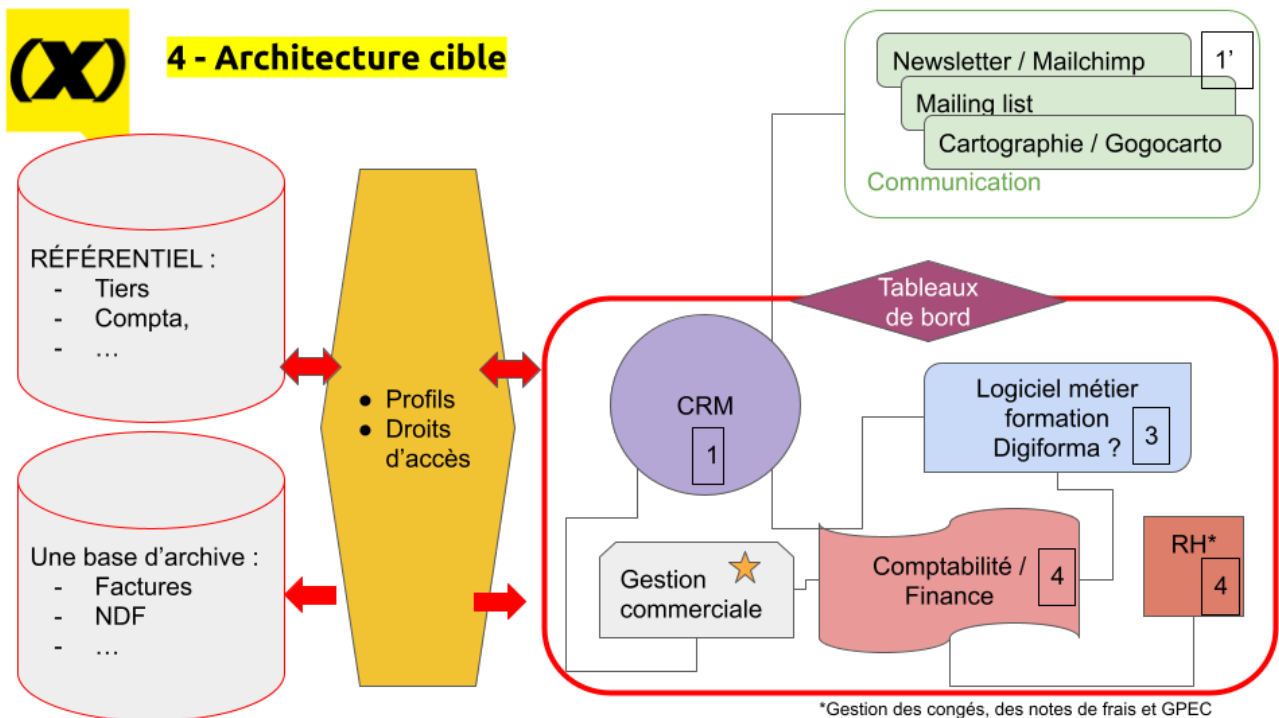 (x)
4 - Architecture cible
Newsletter / Mailchimp
1’
Mailing list
Cartographie / Gogocarto
Communication
RÉFÉRENTIEL :
- Tiers
- Compta,
- …
● Profils
● Droits
d’accès
Une base d’archive :
- Factures
- NDF
- …
Tableaux
de bord
CRM
1
Logiciel métier
formation
Digiforma ?
3
Gestion
commerciale
Comptabilité /
Finance
4
RH*
4
*Gestion des congés, des notes de frais et GPEC